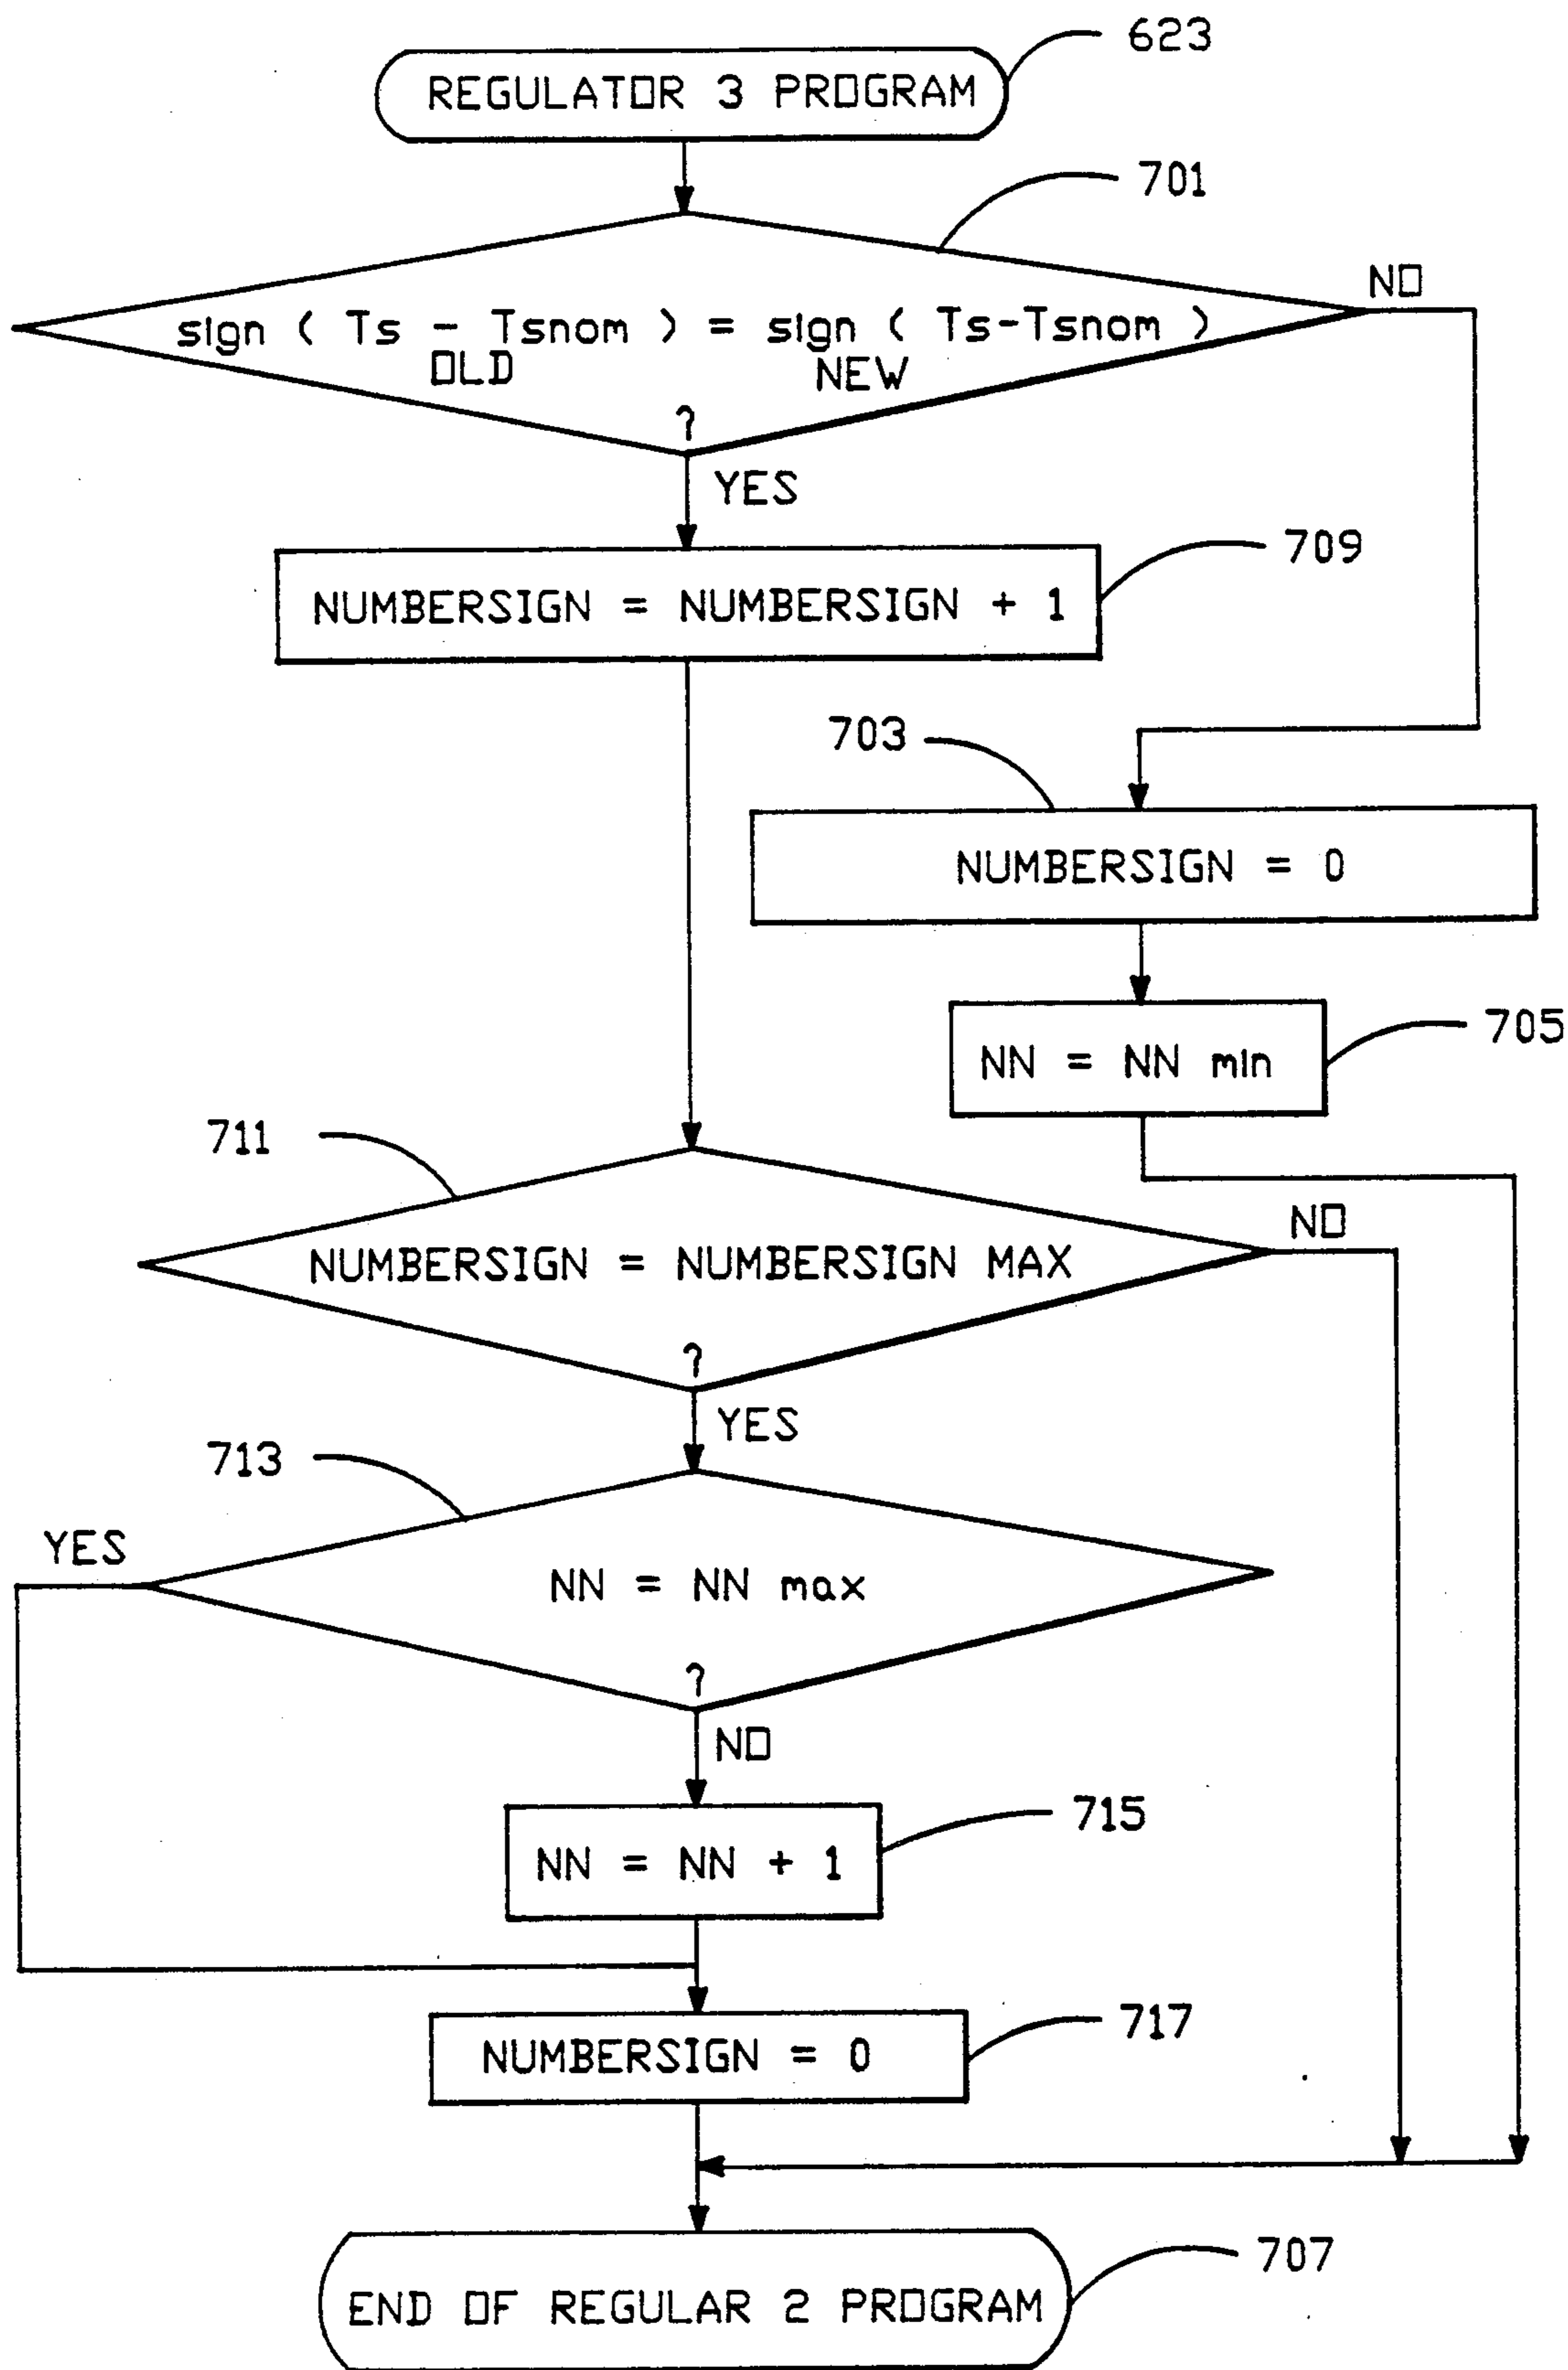 623
REGULATOR 3 PROGRAM
701
NO
sign ( Ts - Tsnom ) = sign ( Ts-Tsnom )
OLD NEW
?
YES
709
NUMBERSIGN = NUMBERSIGN + 1
703
NUMBERSIGN = 0
705
NN = NN min
711
NO
NUMBERSIGN = NUMBERSIGN MAX
?
YES
713
YES
NN = NN max
?
NO
715
NN = NN + 1
717
NUMBERSIGN = 0
707
END OF REGULAR 2 PROGRAM